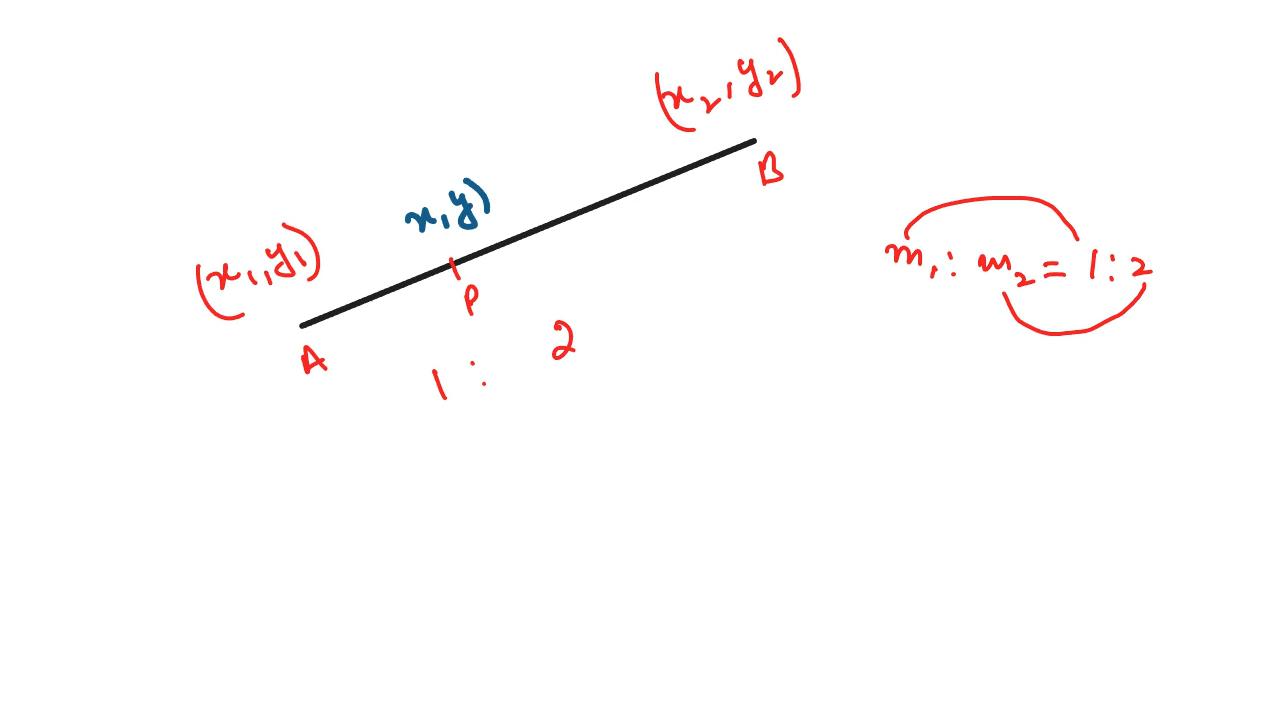 (x₂, y₂)
B
x, y)
(x₁, y₁)
m₁ : m₂ = 1 : 2
P
A
1 : 2